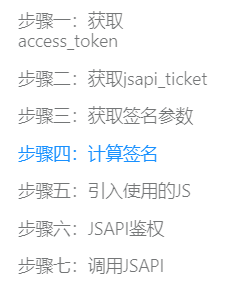 步骤一：获取
access_token
步骤二：获取jsapi_ticket
步骤三：获取签名参数
步骤四：计算签名
步骤五：引入使用的JS
步骤六：JSAPI鉴权
步骤七：调用JSAPI